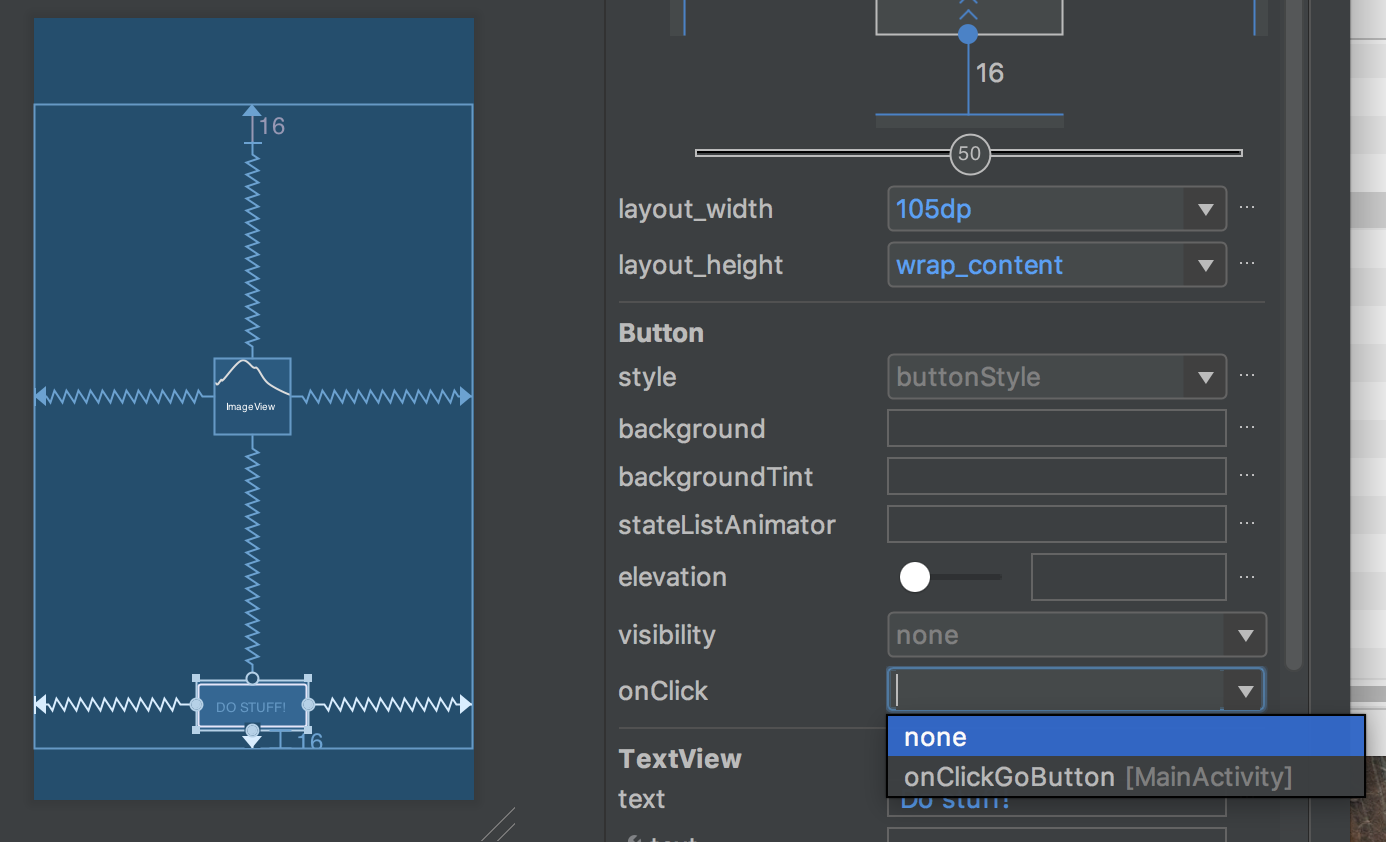 16
ImageView
DO STUFF!
16
16
50
layout_width 105dp ...
layout_height wrap_content ...
Button
style buttonStyle ...
background ...
backgroundTint ...
stateListAnimator ...
elevation ...
visibility none
onClick
none
onClickGoButton [MainActivity]
TextView
text Do stuff!
text